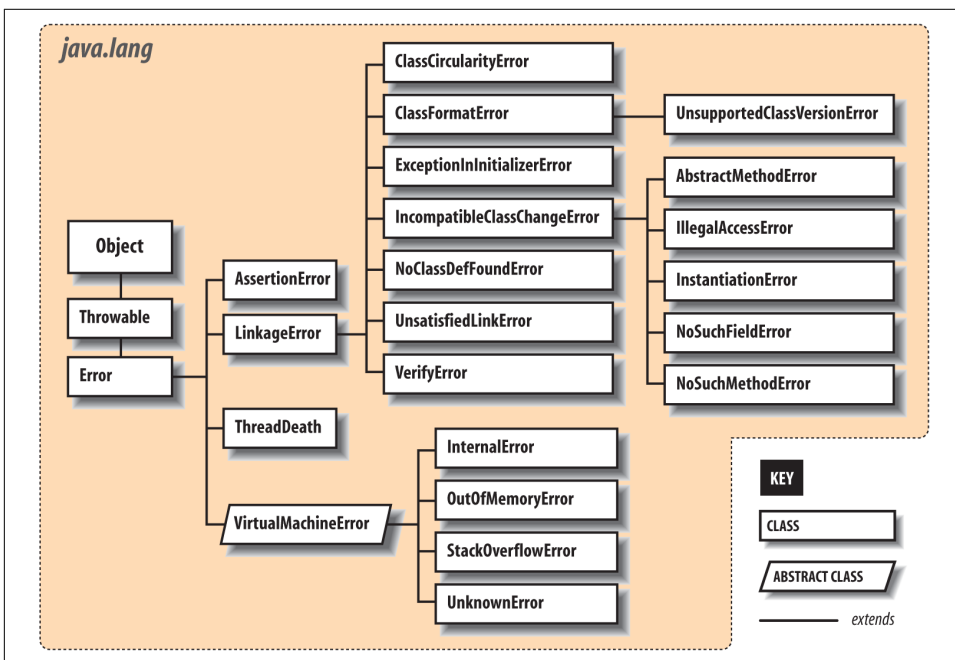 java.lang
Object
Throwable
Error
AssertionError
LinkageError
ThreadDeath
VirtualMachineError
ClassCircularityError
ClassFormatError
ExceptionInInitializerError
IncompatibleClassChangeError
NoClassDefFoundError
UnsatisfiedLinkError
VerifyError
UnsupportedClassVersionError
AbstractMethodError
IllegalAccessError
InstantiationError
NoSuchFieldError
NoSuchMethodError
InternalError
OutOfMemoryError
StackOverflowError
UnknownError
KEY
CLASS
ABSTRACT CLASS
extends